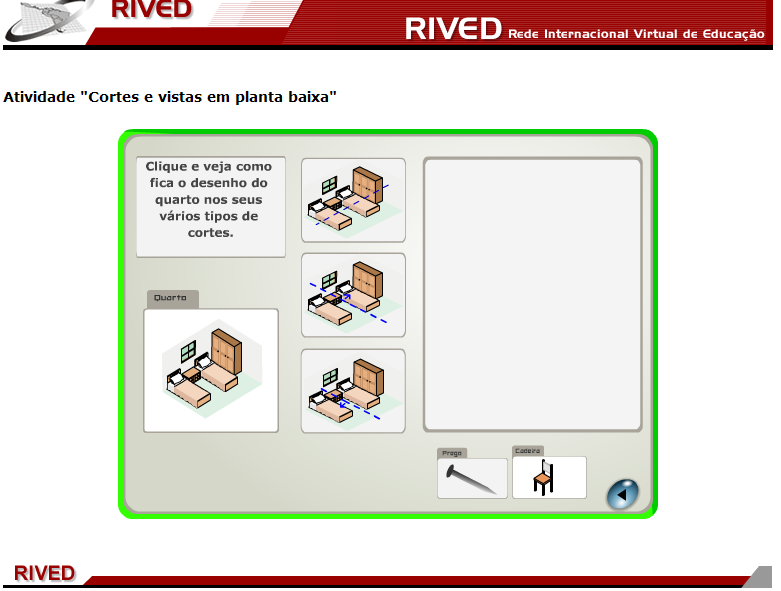 RIVED
RIVED Rede Internacional Virtual de Educação
Atividade "Cortes e vistas em planta baixa"
Clique e veja como
fica o desenho do
quarto nos seus
vários tipos de
cortes.
Quarto
Prego
Cadeira
RIVED